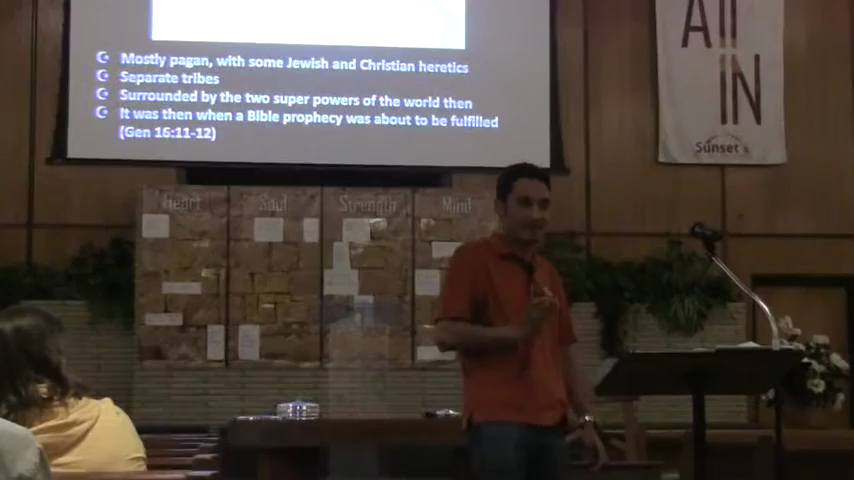 Mostly pagan, with some Jewish and Christian heretics
Separate tribes
Surrounded by the two super powers of the world then
It was then when a Bible prophecy was about to be fulfilled
(Gen 16:11-12)
All
IN
Sunset
Heart
Soul
Strength
Mind